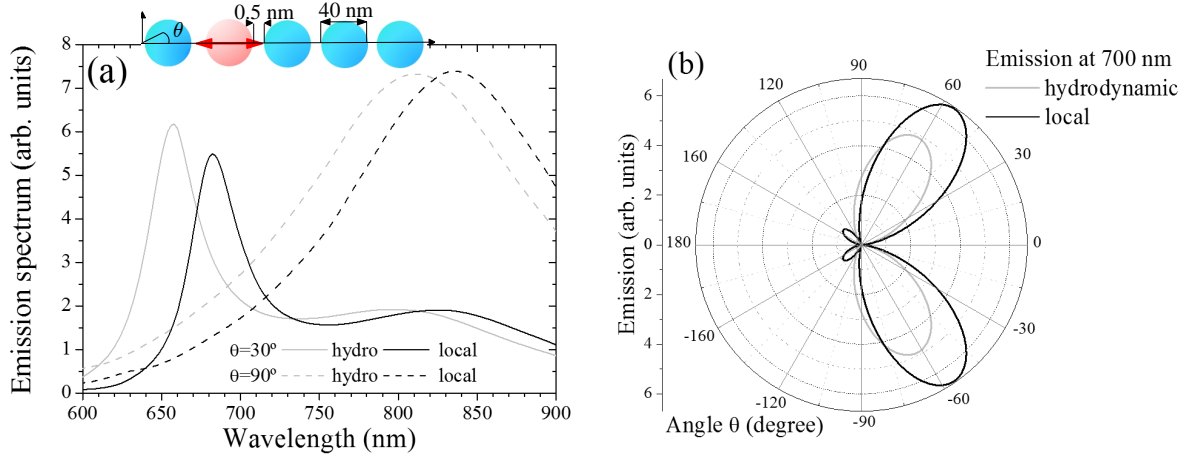 θ
0.5 nm
40 nm
(a)
Emission spectrum (arb. units)
8
7
6
5
4
3
2
1
0
600
650
700
750
800
850
900
Wavelength (nm)
θ=30º hydro local
θ=90º hydro local
(b)
Emission at 700 nm
hydrodynamic
local
Emission (arb. units)
6
4
2
0
2
4
6
90
60
30
0
-30
-60
-90
-120
-160
180
160
120
Angle θ (degree)